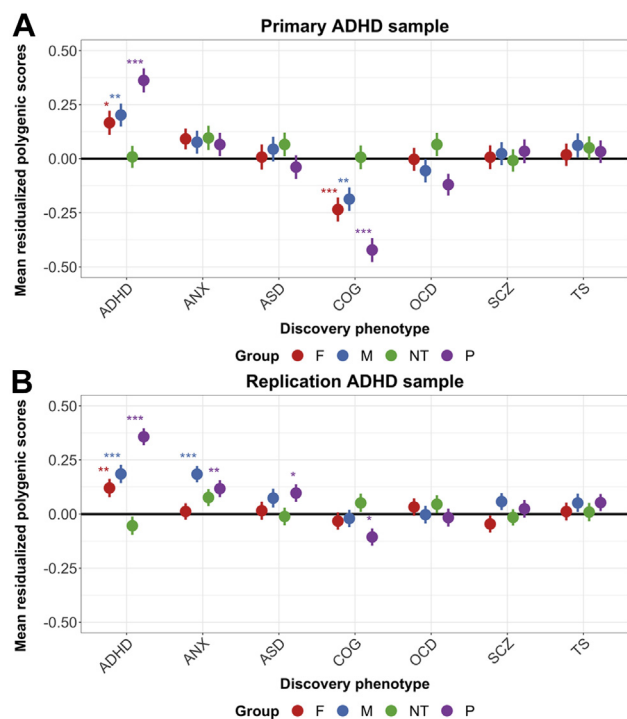 A
Primary ADHD sample
Mean residualized polygenic scores
0.50
0.25
0.00
-0.25
-0.50
***
**
*
***
**
***
ADHD ANX ASD COG OCD SCZ TS
Discovery phenotype
Group F M NT P
B
Replication ADHD sample
Mean residualized polygenic scores
0.50
0.25
0.00
-0.25
-0.50
***
*** ***
** ** *
*
ADHD ANX ASD COG OCD SCZ TS
Discovery phenotype
Group F M NT P